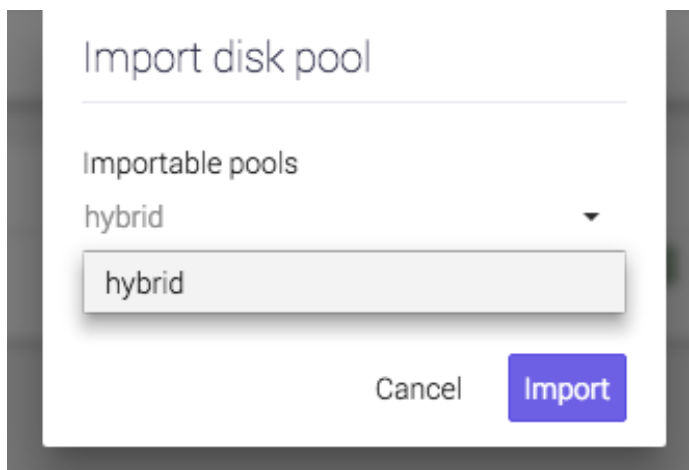 Import disk pool
Importable pools
hybrid
hybrid
Cancel Import